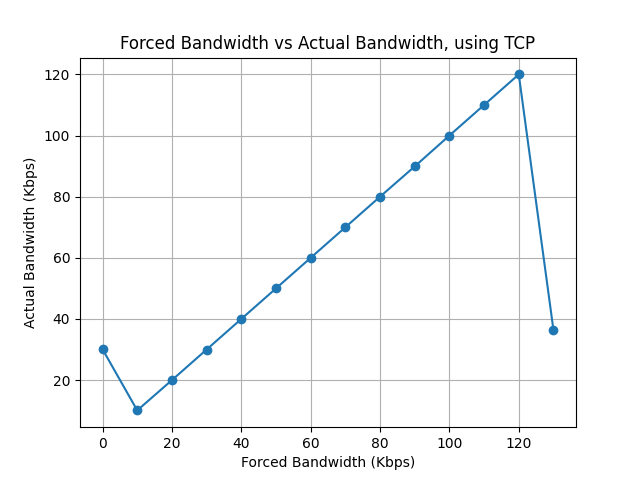 Forced Bandwidth vs Actual Bandwidth, using TCP
120
100
80
60
40
20
Actual Bandwidth (Kbps)
0 20 40 60 80 100 120
Forced Bandwidth (Kbps)